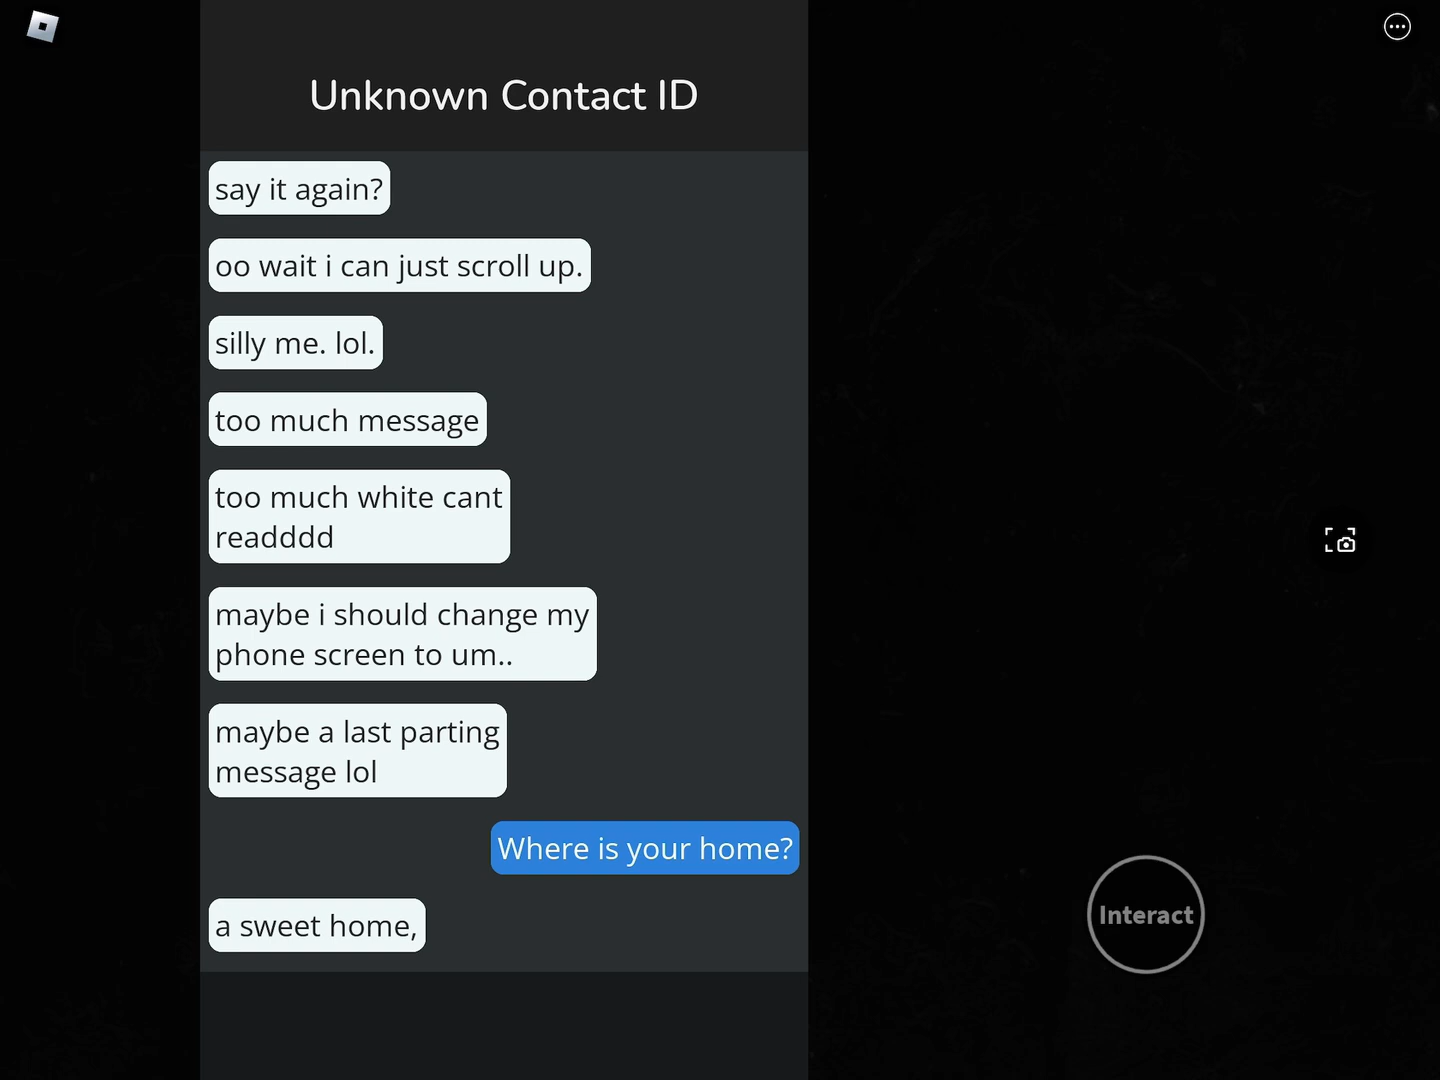 Unknown Contact ID
say it again?
oo wait i can just scroll up.
silly me. lol.
too much message
too much white cant
readddd
maybe i should change my
phone screen to um..
maybe a last parting
message lol
Where is your home?
a sweet home,
Interact